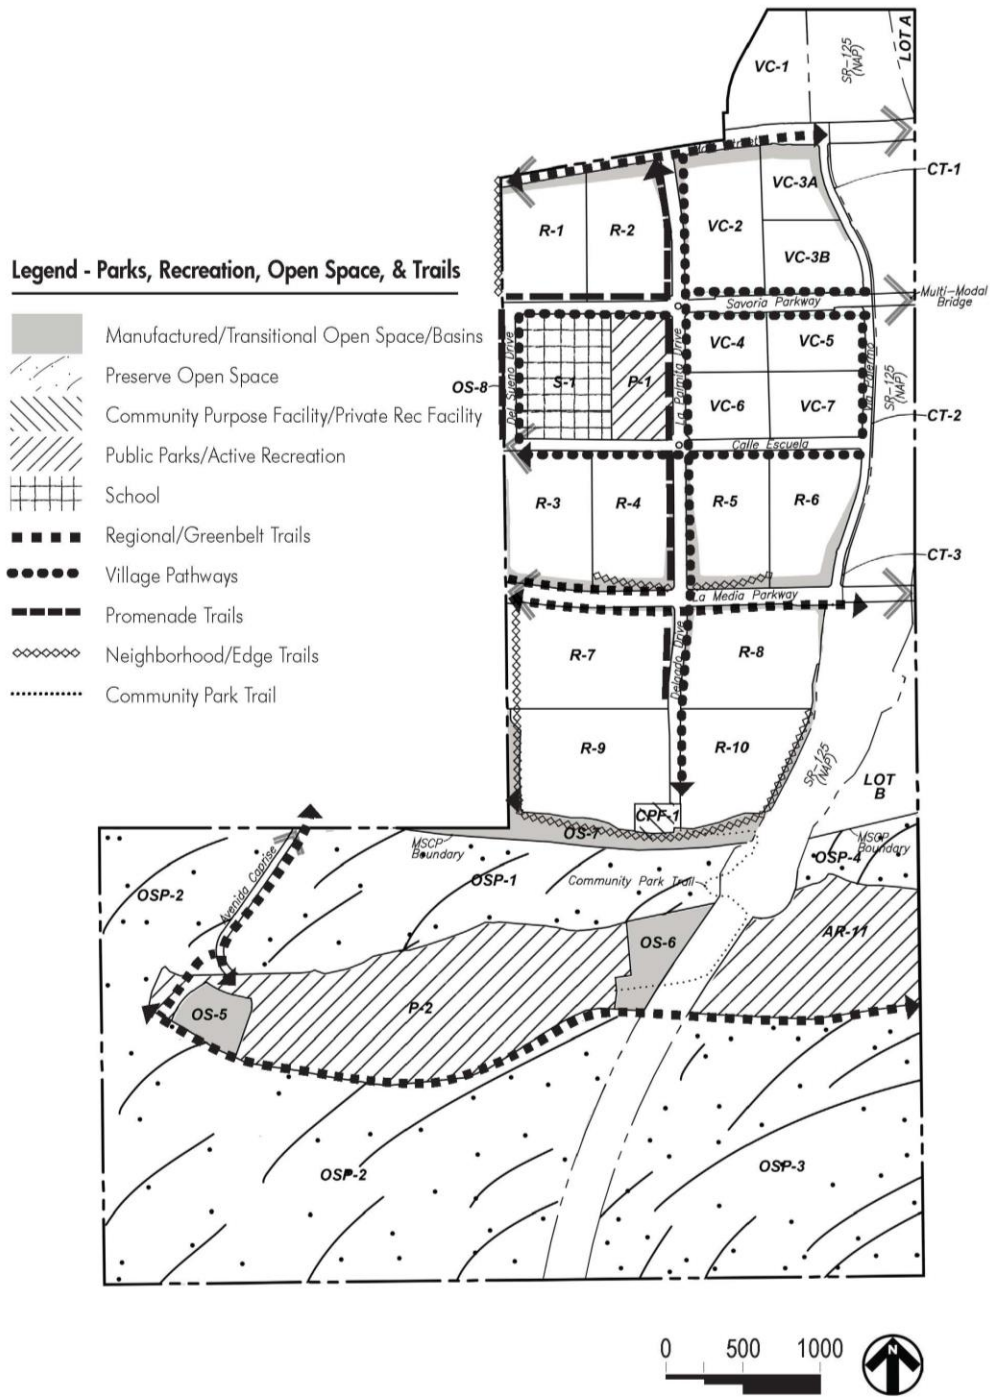 LOT A
SR-125
(NAP)
VC-1
CT-1
VC-3A
R-1
R-2
VC-2
VC-3B
Legend - Parks, Recreation, Open Space, & Trails
Multi-Modal
Bridge
Savoria Parkway
Manufactured/Transitional Open Space/Basins
VC-4
VC-5
Preserve Open Space
OS-8
Del Sueno Drive
S-1
P-1
La Palmita Drive
Via Palermo
SR-125
(NAP)
Community Purpose Facility/Private Rec Facility
VC-6
VC-7
CT-2
Public Parks/Active Recreation
Calle Escuela
School
R-3
R-4
R-5
R-6
Regional/Greenbelt Trails
CT-3
Village Pathways
La Media Parkway
Promenade Trails
Neighborhood/Edge Trails
R-7
Delgado Drive
R-8
Community Park Trail
R-9
R-10
SR-125
(NAP)
LOT
B
CPF-1
OS-7
MSCP
Boundary
MSCP
Boundary
OSP-4
OSP-2
Avenida Caprise
OSP-1
Community Park Trail
OS-6
AR-11
OS-5
P-2
OSP-2
OSP-3
0 500 1000
N